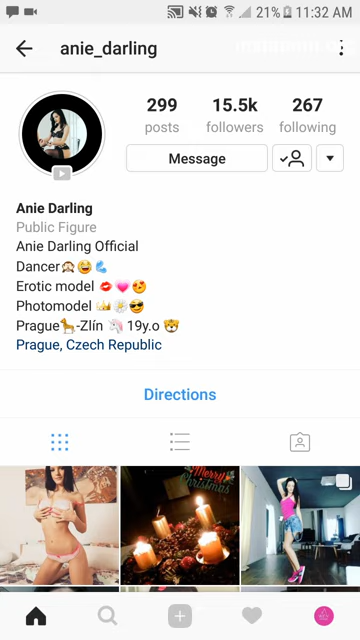 21% 11:32 AM
anie_darling
299 15.5k 267
posts followers following
Message
Anie Darling
Public Figure
Anie Darling Official
Dancer🙊😄💪
Erotic model 💋💗😍
Photomodel 👑🌼😎
Prague🐕-Zlín 🦄 19y.o 🐯
Prague, Czech Republic
Directions
Merry
Christmas